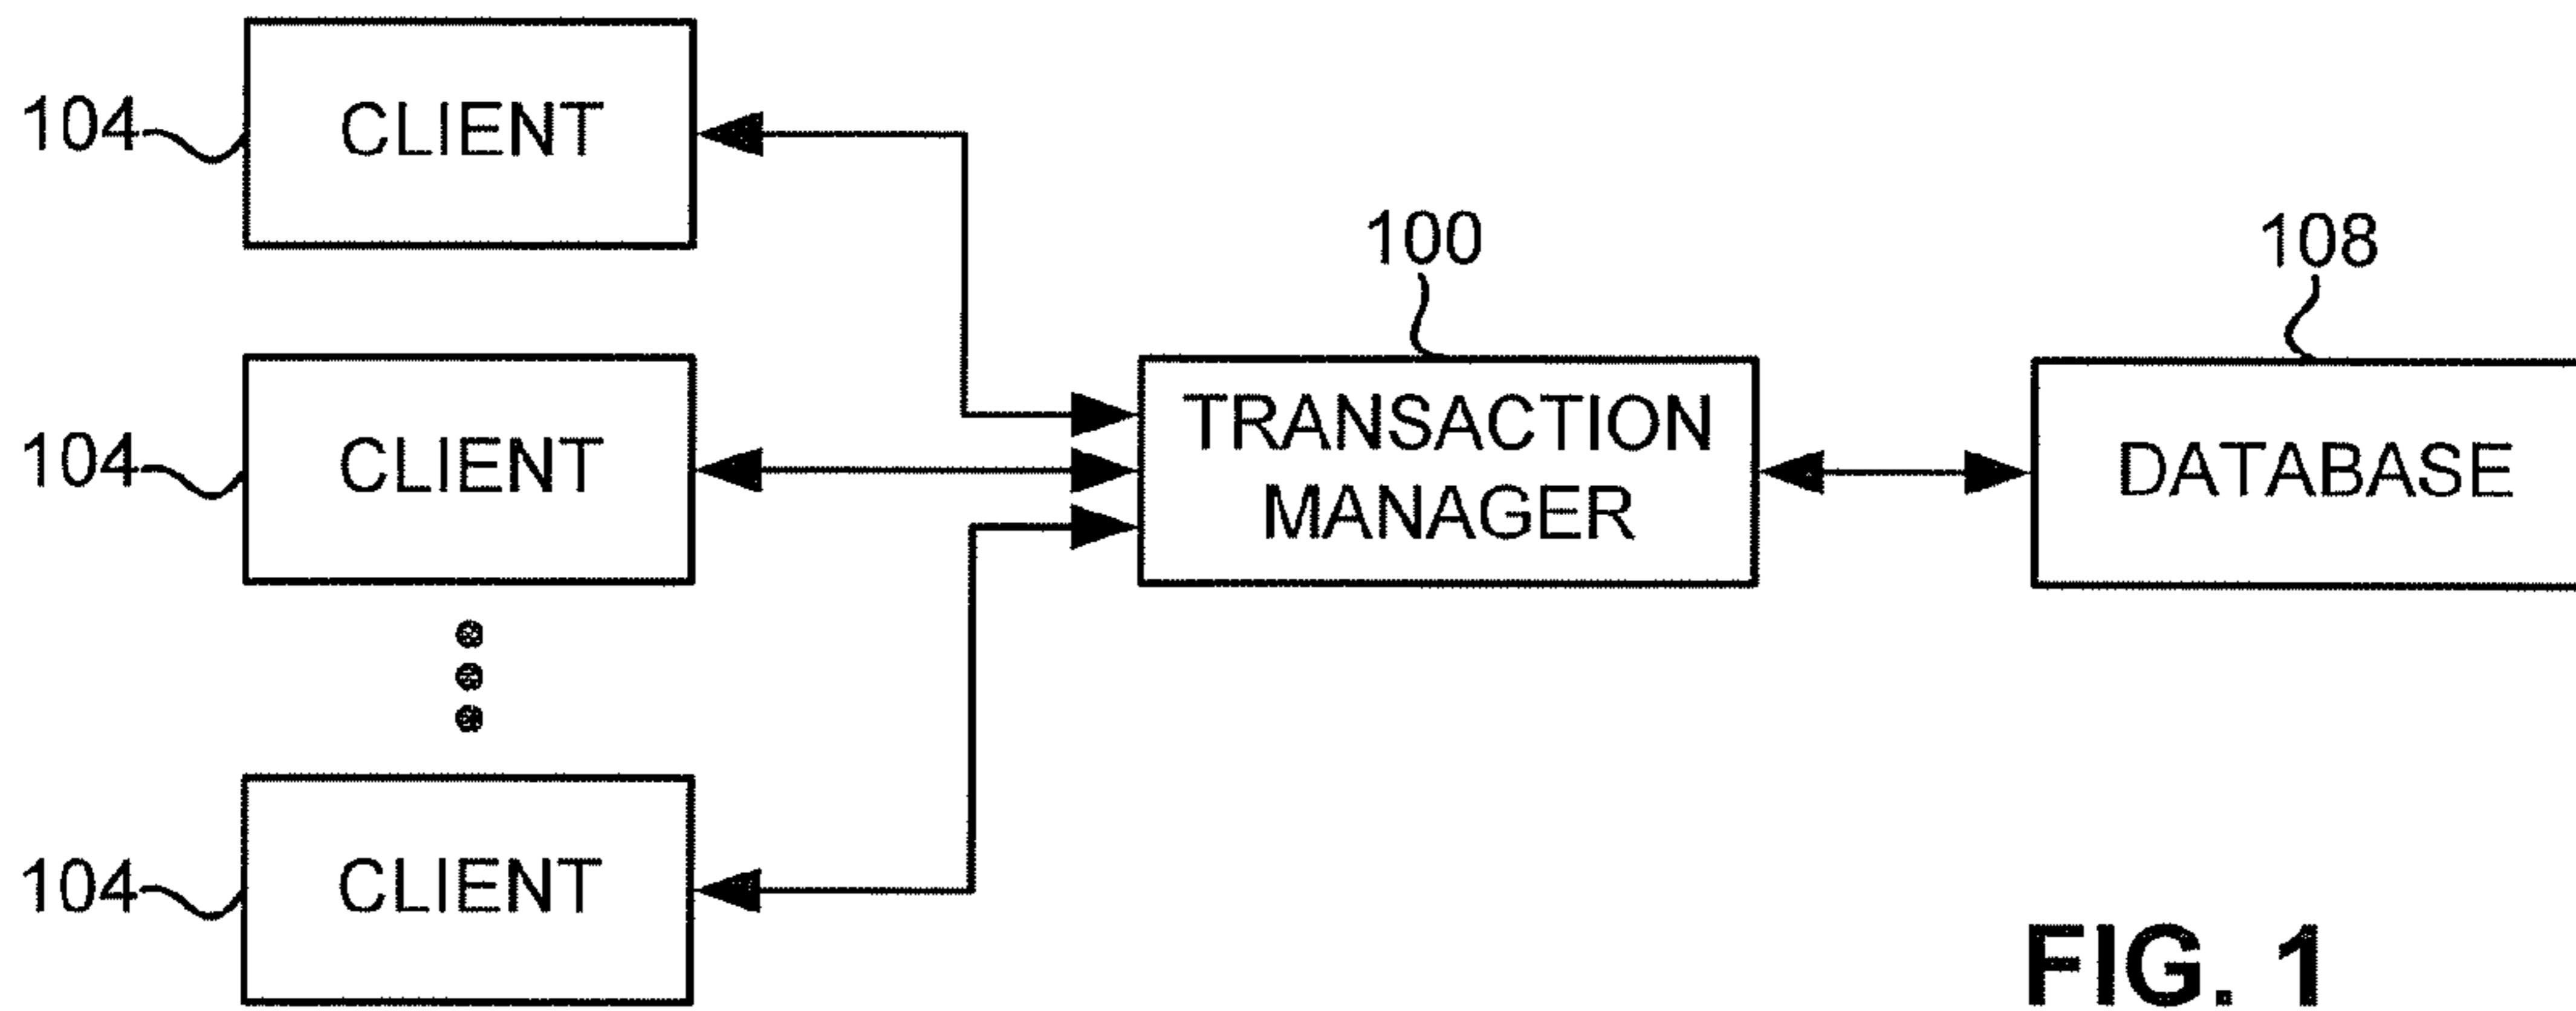 104
CLIENT
100
108
104
CLIENT
TRANSACTION
MANAGER
DATABASE
104
CLIENT
FIG. 1